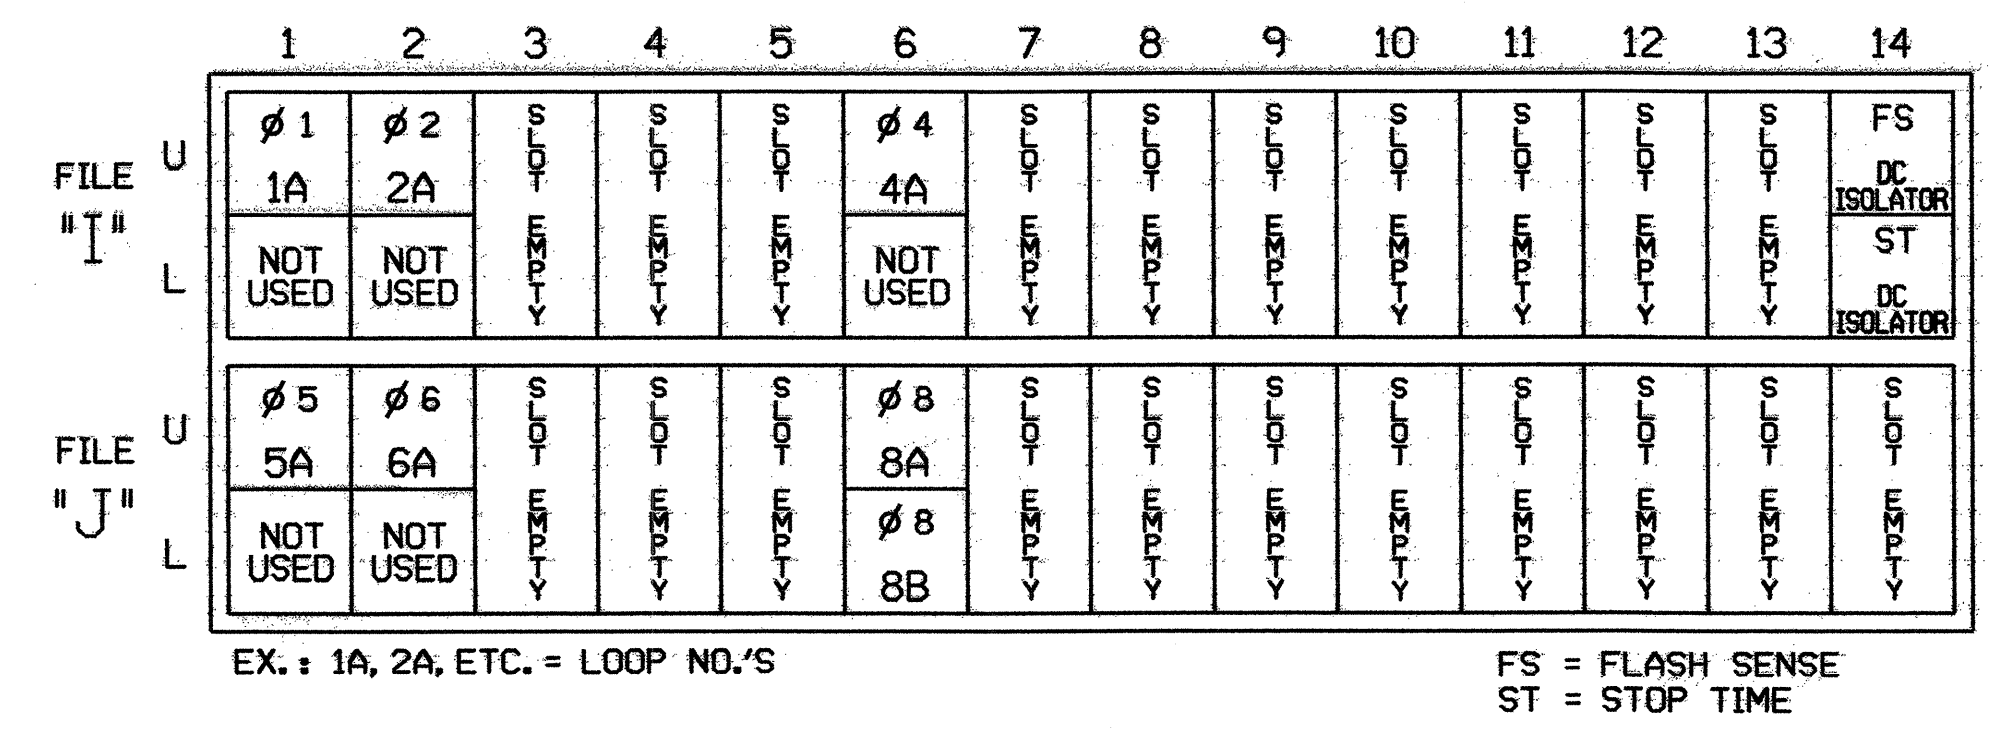 1 2 3 4 5 6 7 8 9 10 11 12 13 14
FILE "I"
U
L
Ø 1
1A
NOT
USED
Ø 2
2A
NOT
USED
SLOT EMPTY
SLOT EMPTY
SLOT EMPTY
Ø 4
4A
NOT
USED
SLOT EMPTY
SLOT EMPTY
SLOT EMPTY
SLOT EMPTY
SLOT EMPTY
SLOT EMPTY
SLOT EMPTY
FS
DC
ISOLATOR
ST
DC
ISOLATOR
FILE "J"
U
L
Ø 5
5A
NOT
USED
Ø 6
6A
NOT
USED
SLOT EMPTY
SLOT EMPTY
SLOT EMPTY
Ø 8
8A
Ø 8
8B
SLOT EMPTY
SLOT EMPTY
SLOT EMPTY
SLOT EMPTY
SLOT EMPTY
SLOT EMPTY
SLOT EMPTY
SLOT EMPTY
EX.: 1A, 2A, ETC. = LOOP NO.'S
FS = FLASH SENSE
ST = STOP TIME